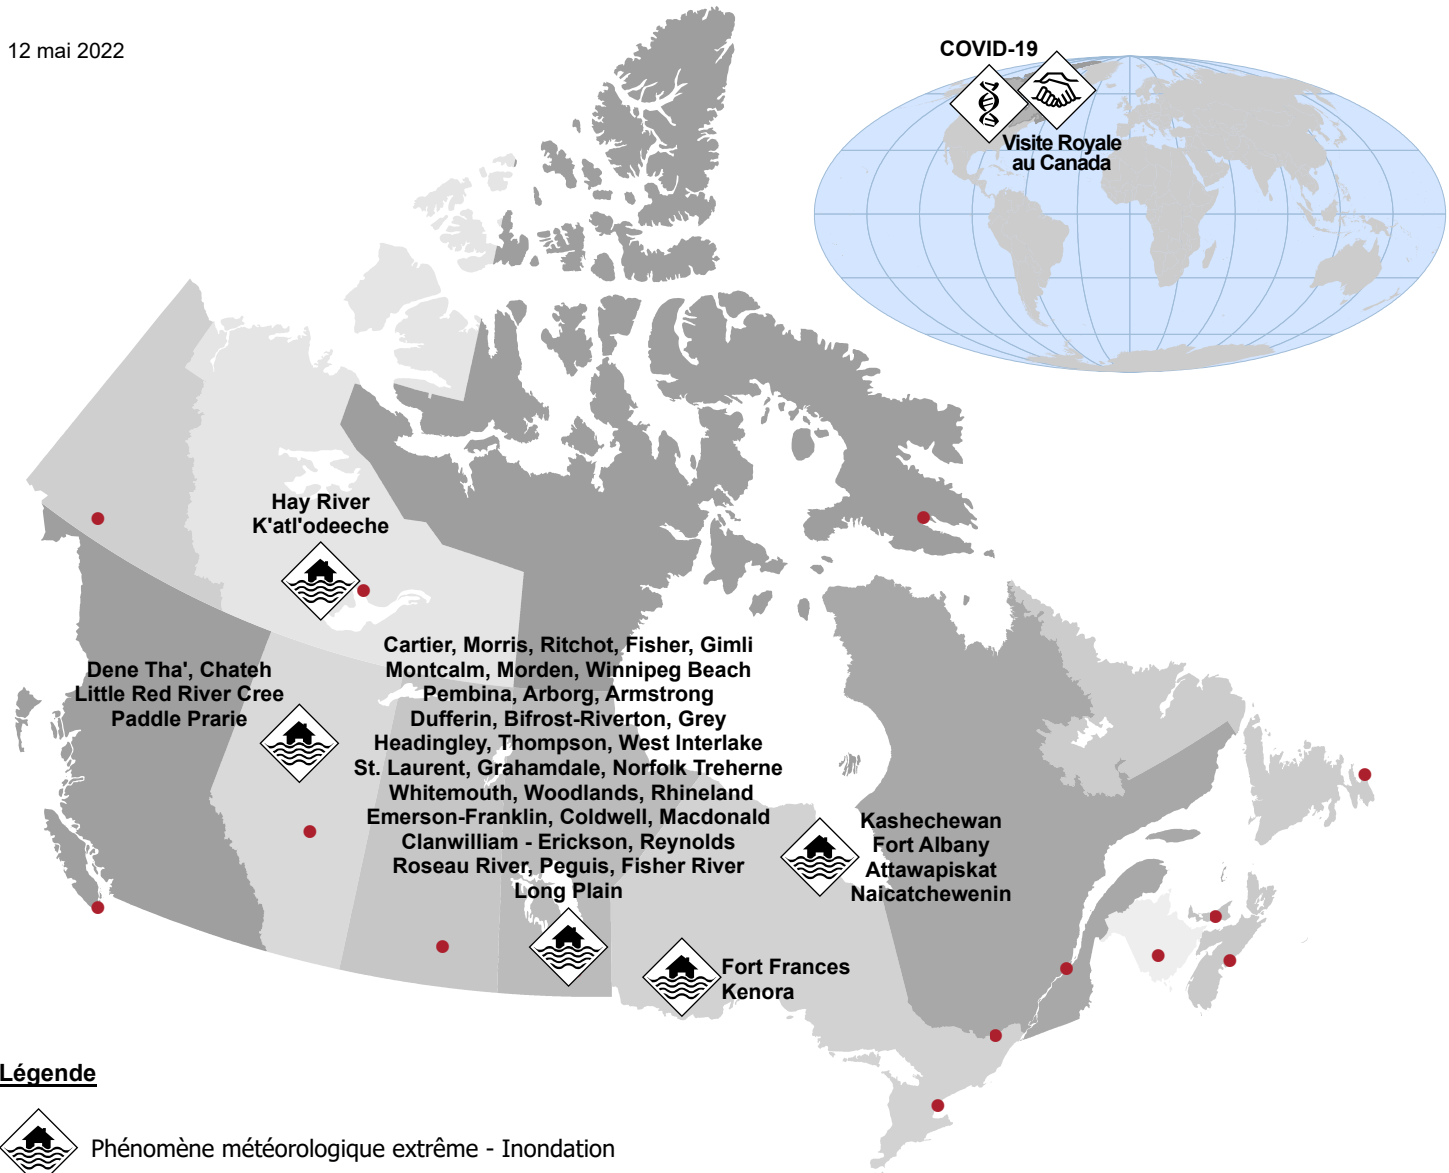 12 mai 2022
COVID-19
Visite Royale
au Canada
Hay River
K'atl'odeeche
Dene Tha', Chateh
Little Red River Cree
Paddle Prarie
Cartier, Morris, Ritchot, Fisher, Gimli
Montcalm, Morden, Winnipeg Beach
Pembina, Arborg, Armstrong
Dufferin, Bifrost-Riverton, Grey
Headingley, Thompson, West Interlake
St. Laurent, Grahamdale, Norfolk Treherne
Whitemouth, Woodlands, Rhineland
Emerson-Franklin, Coldwell, Macdonald
Clanwilliam - Erickson, Reynolds
Roseau River, Peguis, Fisher River
Long Plain
Kashechewan
Fort Albany
Attawapiskat
Naicatchewenin
Fort Frances
Kenora
Légende
Phénomène météorologique extrême - Inondation